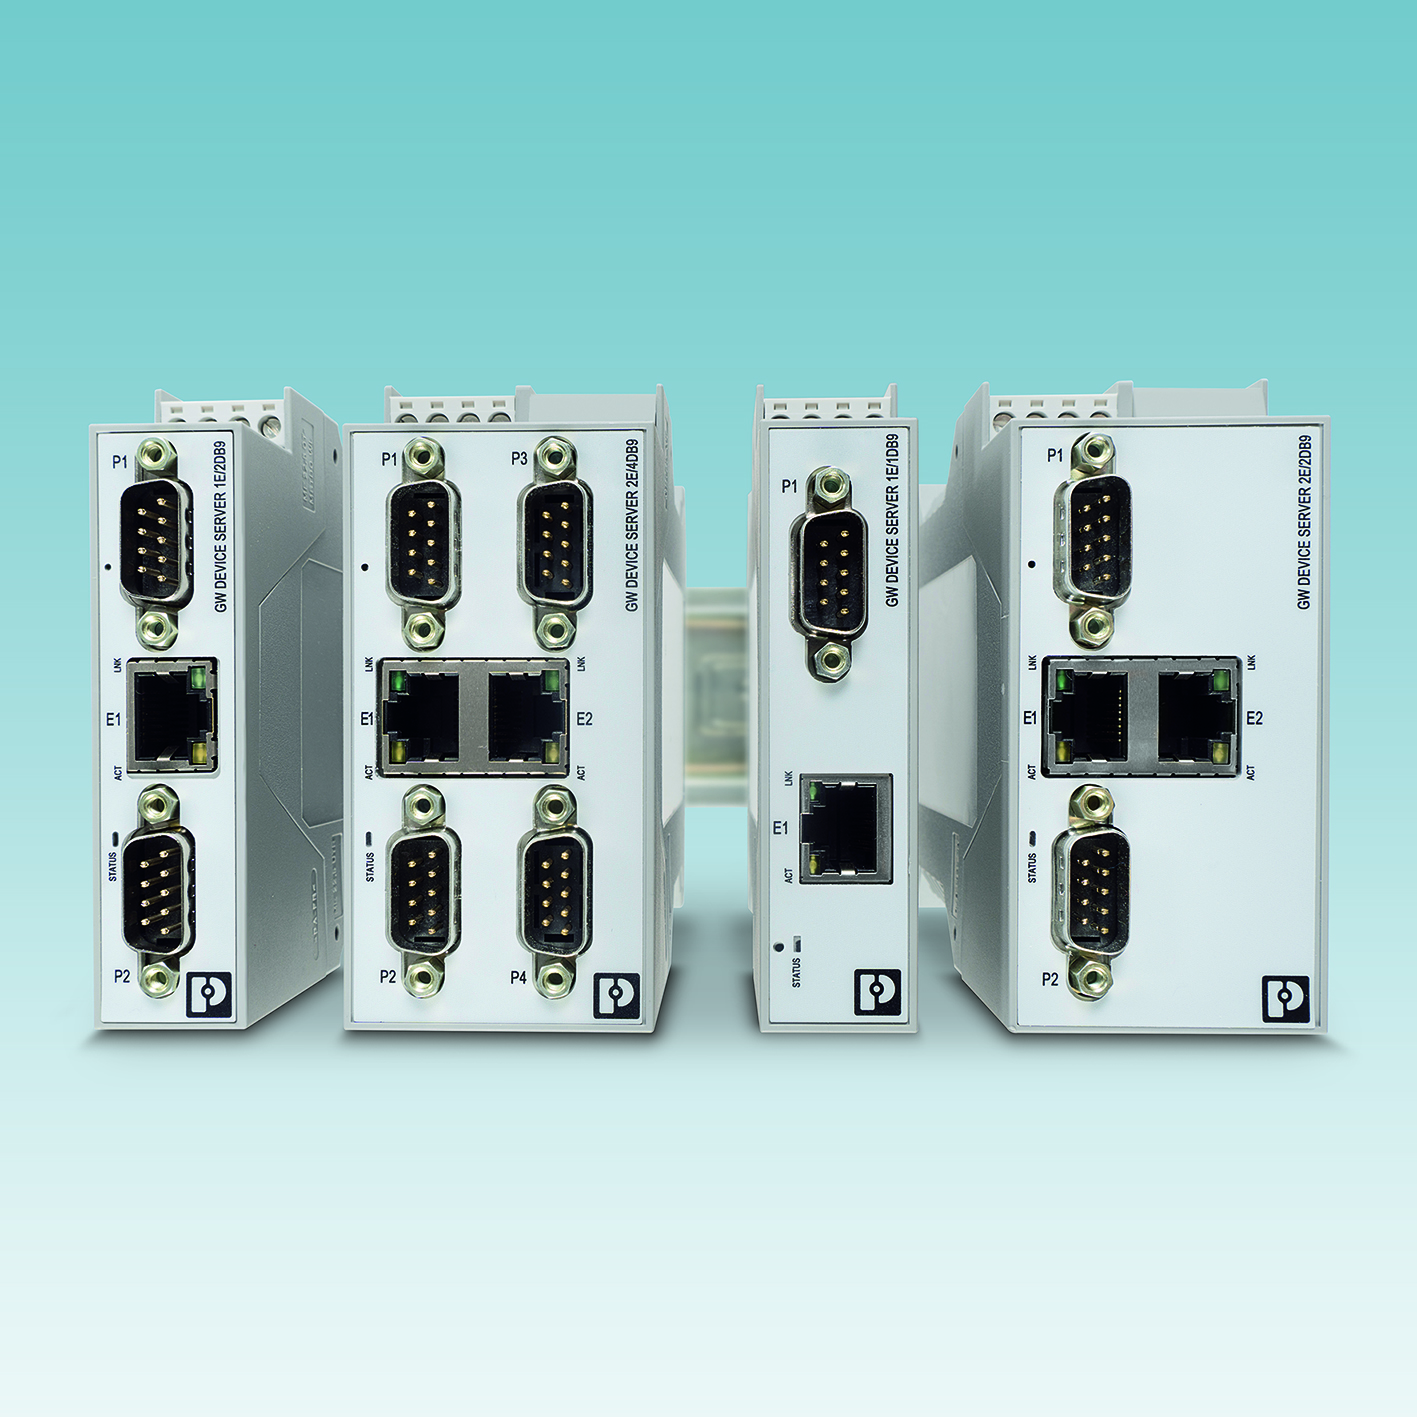 P1
GW DEVICE SERVER 1E/2DB9
LNK
E1
ACT
STATUS
P2
P1
P3
GW DEVICE SERVER 2E/4DB9
LNK
LNK
E1
E2
ACT
ACT
STATUS
P2
P4
P1
GW DEVICE SERVER 1E/1DB9
LNK
E1
ACT
STATUS
P1
GW DEVICE SERVER 2E/2DB9
LNK
LNK
E1
E2
ACT
ACT
STATUS
P2